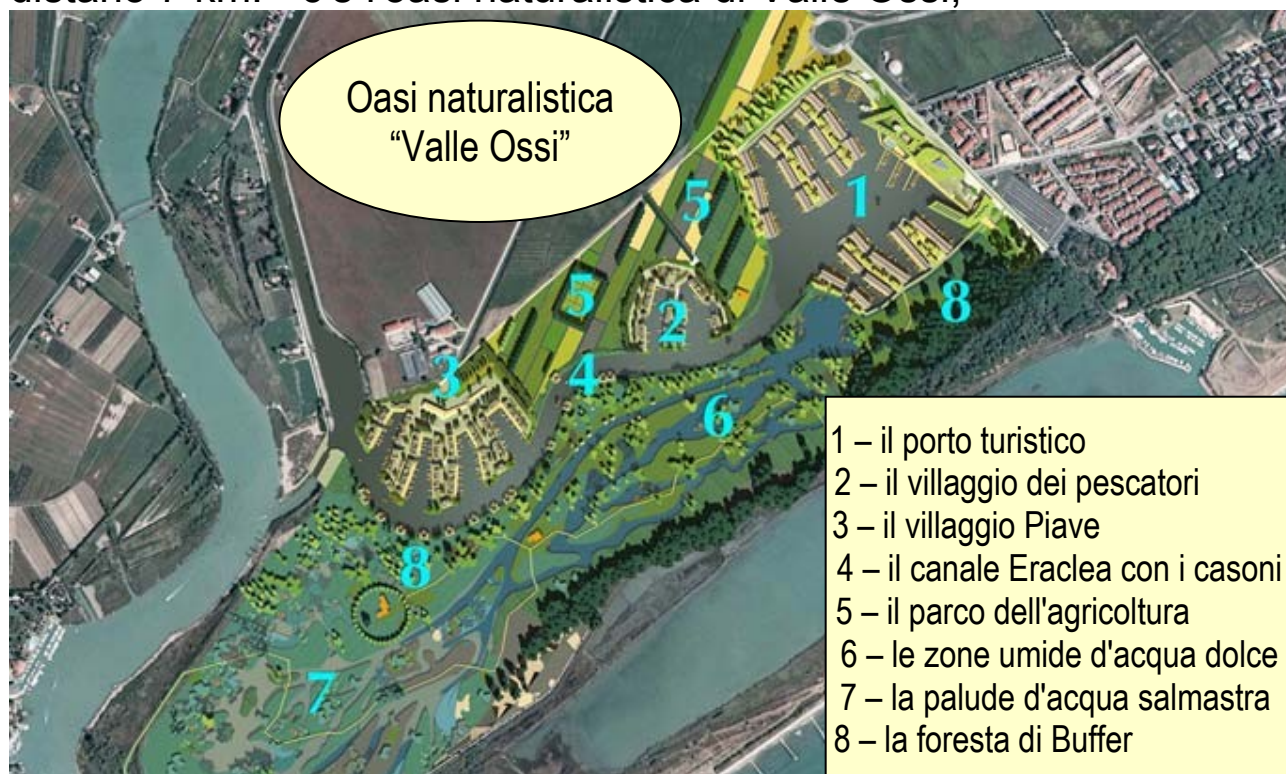 Oasi naturalistica
“Valle Ossi”
5
1
5
2
8
3
4
6
8
7
1 – il porto turistico
2 – il villaggio dei pescatori
3 – il villaggio Piave
4 – il canale Eraclea con i casoni
5 – il parco dell'agricoltura
6 – le zone umide d'acqua dolce
7 – la palude d'acqua salmastra
8 – la foresta di Buffer